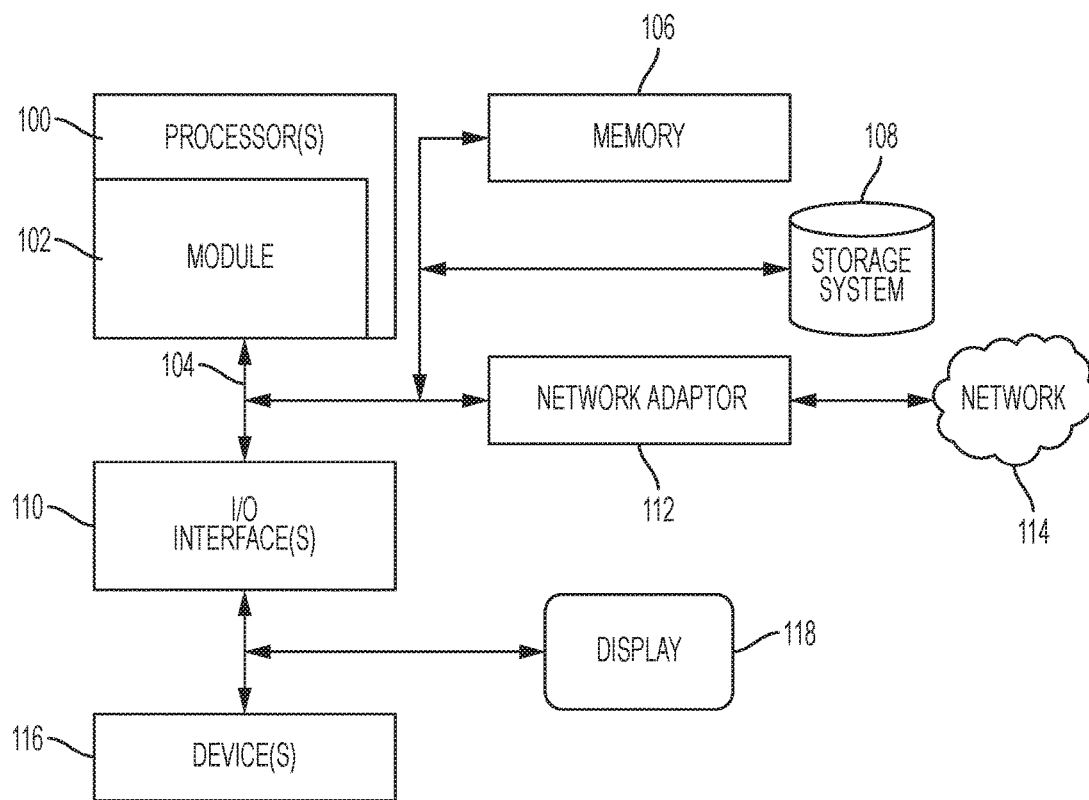 106
100
PROCESSOR(S)
MEMORY
108
102
MODULE
STORAGE
SYSTEM
104
NETWORK ADAPTOR
NETWORK
110
I/O
INTERFACE(S)
112
114
DISPLAY
118
116
DEVICE(S)